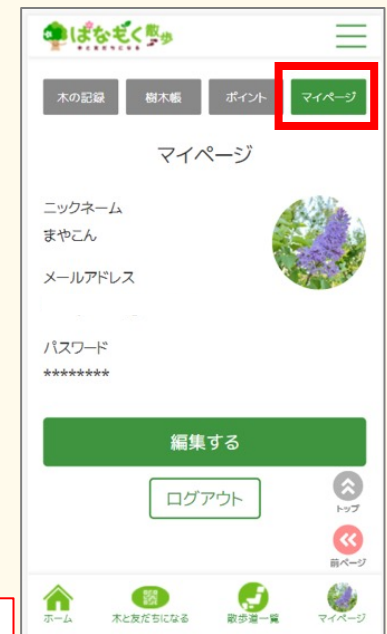 はなもく散歩
木と友だちになる
木の記録 樹木帳 ポイント マイページ
マイページ
ニックネーム
まやこん
メールアドレス
パスワード
********
編集する
ログアウト
トップ
前ページ
ホーム 木と友だちになる 散歩道一覧 マイページ